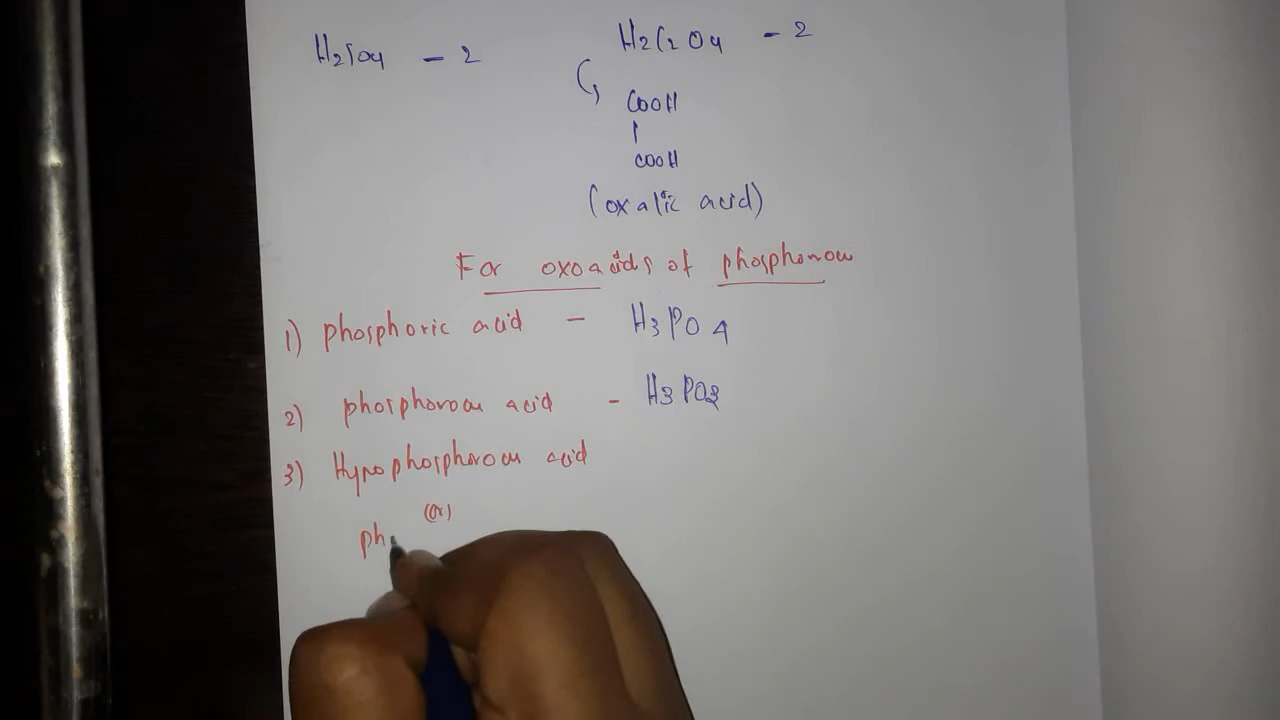 H2SO4 - 2
H2C2O4 - 2
COOH
COOH
(oxalic acid)
For oxoacids of phosphorous
1) phosphoric acid - H3PO4
2) phosphorous acid - H3PO3
3) Hypophosphorous acid
(or)
ph